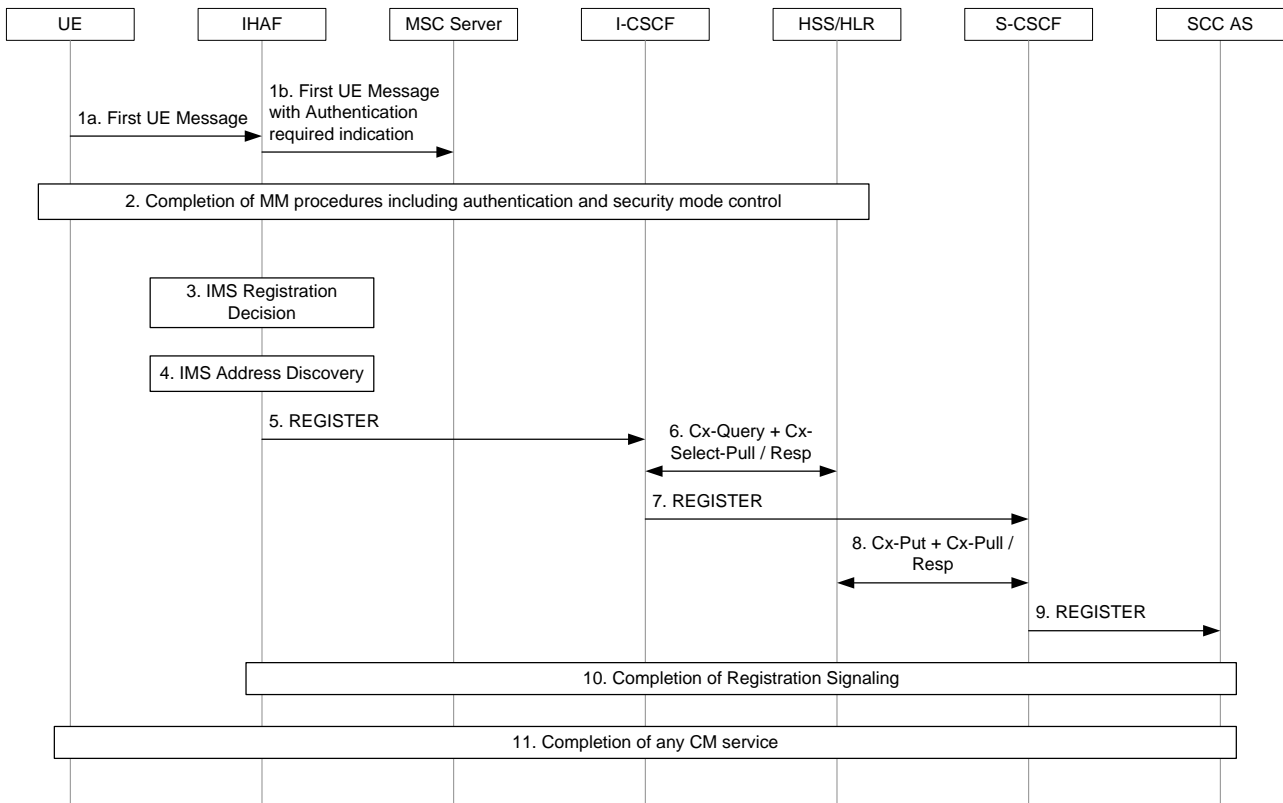 UE
IHAF
MSC Server
I-CSCF
HSS/HLR
S-CSCF
SCC AS
1a. First UE Message
1b. First UE Message
with Authentication
required indication
2. Completion of MM procedures including authentication and security mode control
3. IMS Registration
Decision
4. IMS Address Discovery
5. REGISTER
6. Cx-Query + Cx-
Select-Pull / Resp
7. REGISTER
8. Cx-Put + Cx-Pull /
Resp
9. REGISTER
10. Completion of Registration Signaling
11. Completion of any CM service